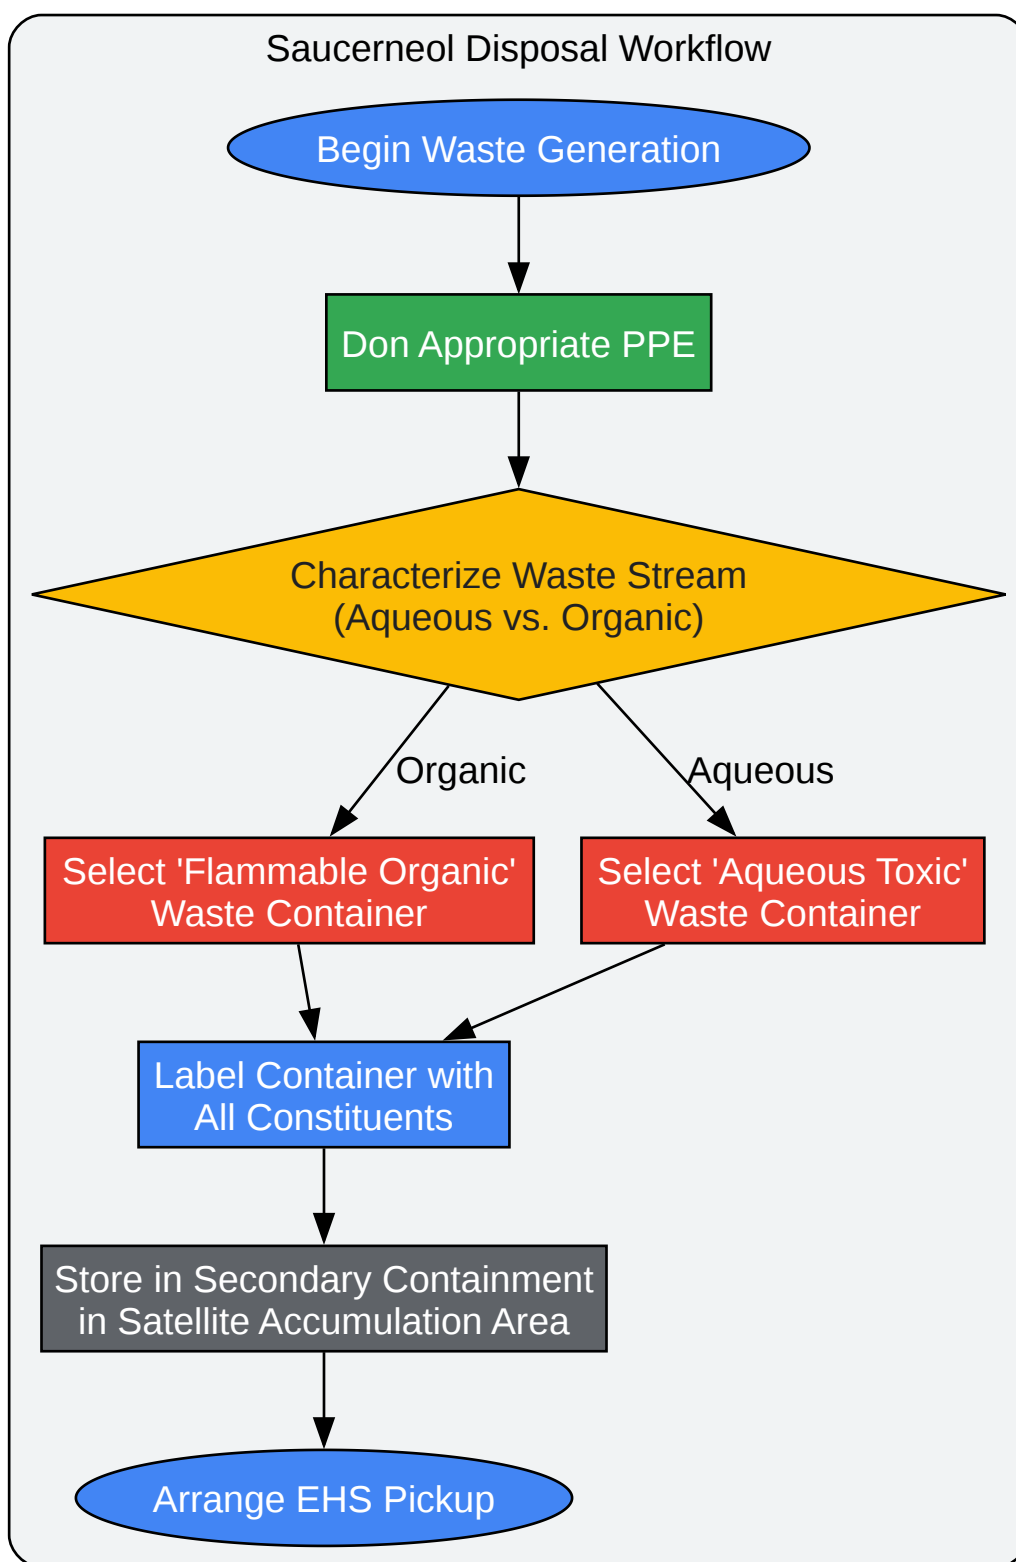 Saucerneol Disposal Workflow
Begin Waste Generation
Don Appropriate PPE
Characterize Waste Stream
(Aqueous vs. Organic)
Organic
Aqueous
Select 'Flammable Organic'
Waste Container
Select 'Aqueous Toxic'
Waste Container
Label Container with
All Constituents
Store in Secondary Containment
in Satellite Accumulation Area
Arrange EHS Pickup